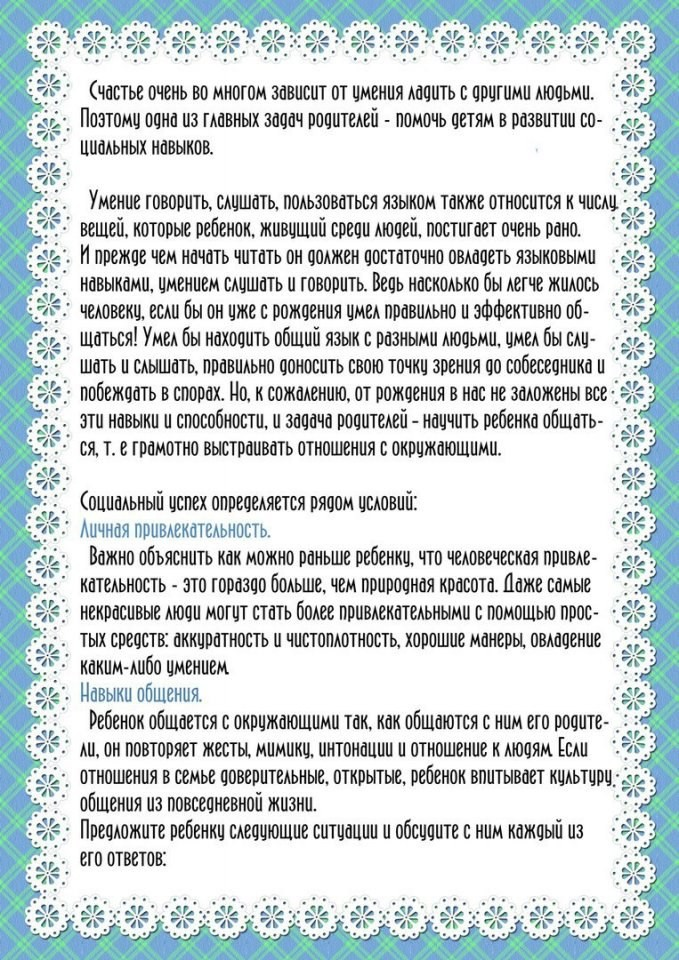 Счастье очень во многом зависит от умения ладить с другими людьми.
Поэтому одна из главных задач родителей - помочь детям в развитии со-
циальных навыков.
Умение говорить, слушать, пользоваться языком также относится к числу
вещей, которые ребенок, живущий среди людей, постигает очень рано.
И прежде чем начать читать он должен достаточно овладеть языковыми
навыками, умением слушать и говорить. Ведь насколько бы легче жилось
человеку, если бы он уже с рождения умел правильно и эффективно об-
щаться! Умел бы находить общий язык с разными людьми, умел бы слу-
шать и слышать, правильно доносить свою точку зрения до собеседника и
побеждать в спорах. Но, к сожалению, от рождения в нас не заложены все
эти навыки и способности, и задача родителей - научить ребенка общать-
ся, т. е грамотно выстраивать отношения с окружающими.
Социальный успех определяется рядом условий:
Личная привлекательность.
Важно объяснить как можно раньше ребенку, что человеческая привле-
кательность - это гораздо больше, чем природная красота. Даже самые
некрасивые люди могут стать более привлекательными с помощью прос-
тых средств: аккуратность и чистоплотность, хорошие манеры, овладение
каким-либо умением
Навыки общения.
Ребенок общается с окружающими так, как общаются с ним его родите-
ли, он повторяет жесты, мимику, интонации и отношение к людям. Если
отношения в семье доверительные, открытые, ребенок впитывает культуру
общения из повседневной жизни.
Предложите ребенку следующие ситуации и обсудите с ним каждый из
его ответов: